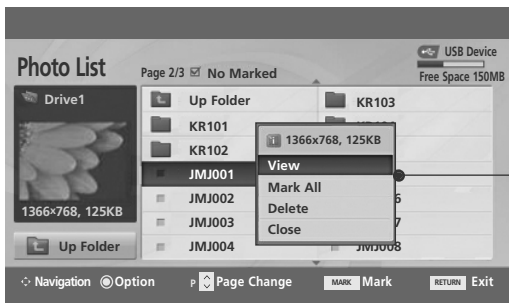 USB Device
Photo List
Page 2/3 No Marked
Free Space 150MB
Drive1
1366x768, 125KB
Up Folder
Up Folder
KR101
KR102
JMJ001
JMJ002
JMJ003
JMJ004
KR103
JMJ008
1366x768, 125KB
View
Mark All
Delete
Close
Navigation Option P Page Change MARK Mark RETURN Exit